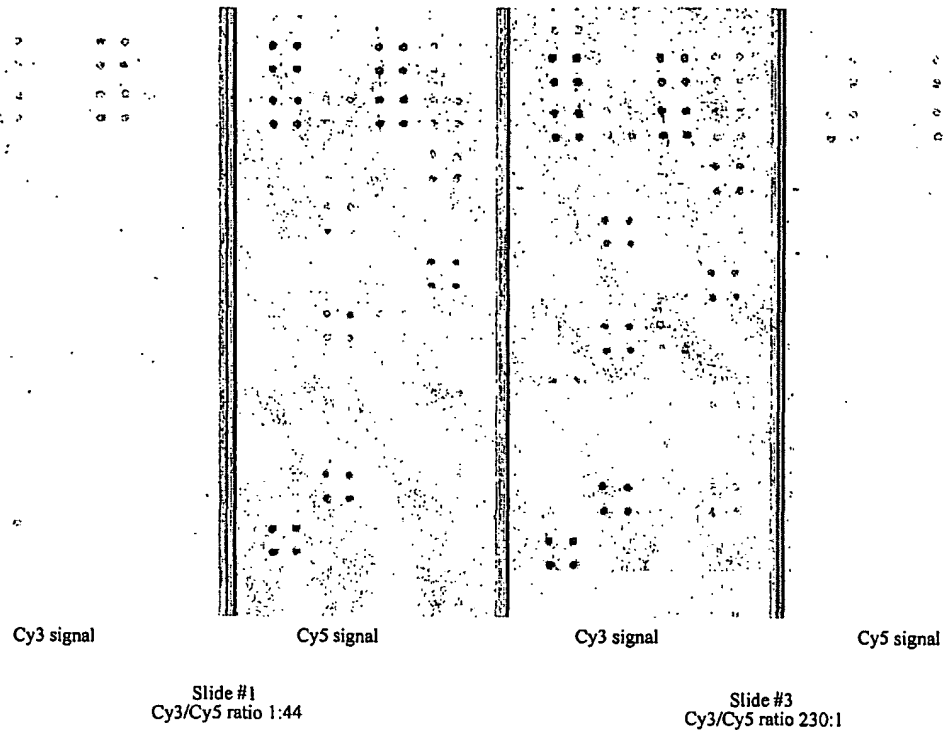 Cy3 signal
Cy5 signal
Cy3 signal
Cy5 signal
Slide #1
Cy3/Cy5 ratio 1:44
Slide #3
Cy3/Cy5 ratio 230:1